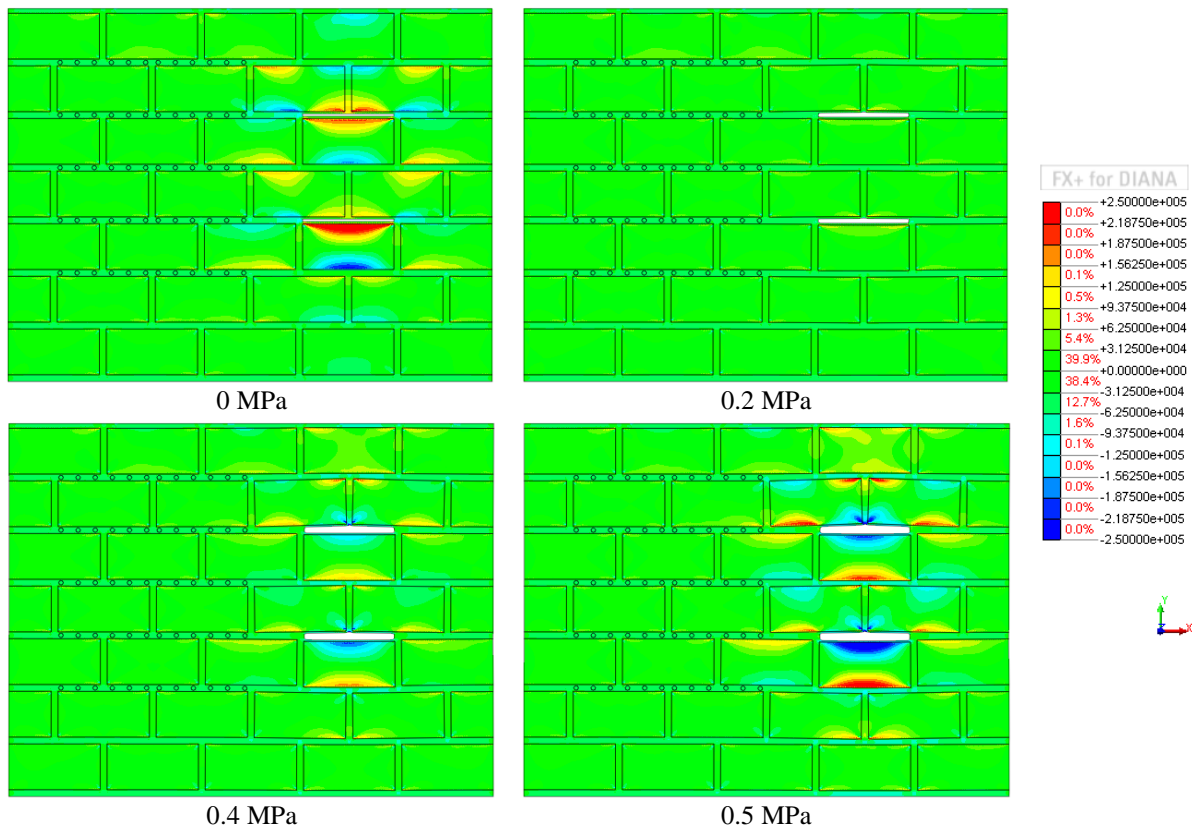 0 MPa
0.2 MPa
0.4 MPa
0.5 MPa
FX+ for DIANA
+2.50000e+005
0.0%
+2.18750e+005
0.0%
+1.87500e+005
0.0%
+1.56250e+005
0.1%
+1.25000e+005
0.5%
+9.37500e+004
1.3%
+6.25000e+004
5.4%
+3.12500e+004
39.9%
+0.00000e+000
38.4%
-3.12500e+004
12.7%
-6.25000e+004
1.6%
-9.37500e+004
0.1%
-1.25000e+005
0.0%
-1.56250e+005
0.0%
-1.87500e+005
0.0%
-2.18750e+005
0.0%
-2.50000e+005
Y
Z
X